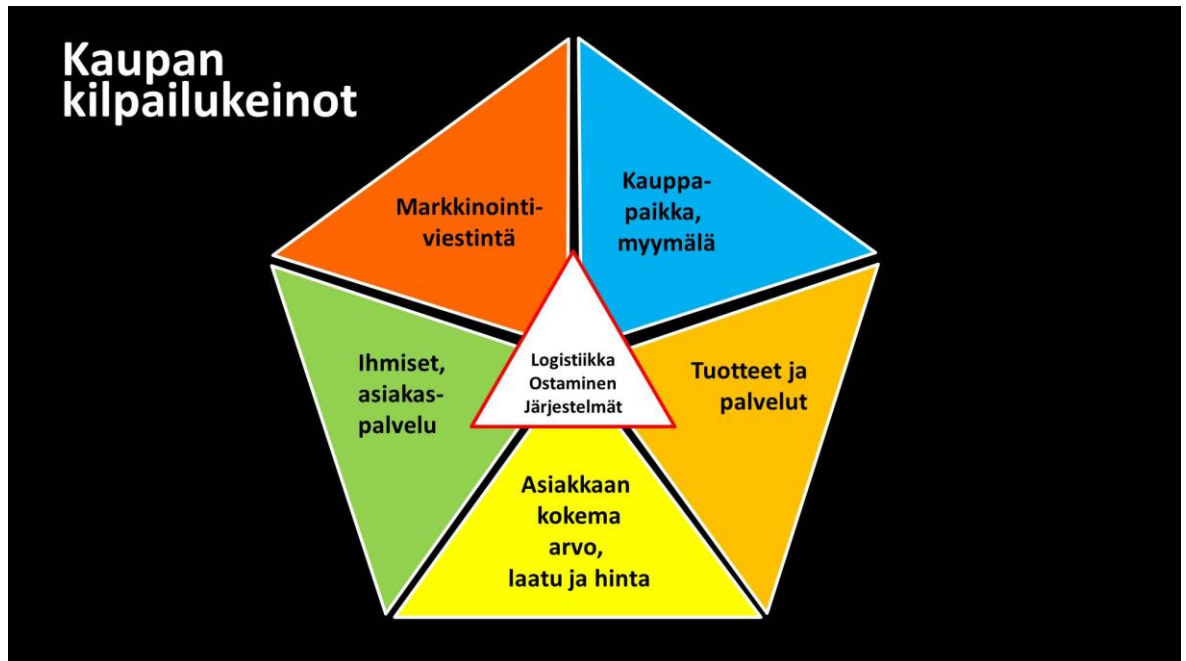 Kaupan
kilpailukeinot
Markkinointi-
viestintä
Kauppa-
paikka,
myymälä
Ihmiset,
asiakas-
palvelu
Logistiikka
Ostaminen
Järjestelmät
Tuotteet ja
palvelut
Asiakkaan
kokema
arvo,
laatu ja hinta